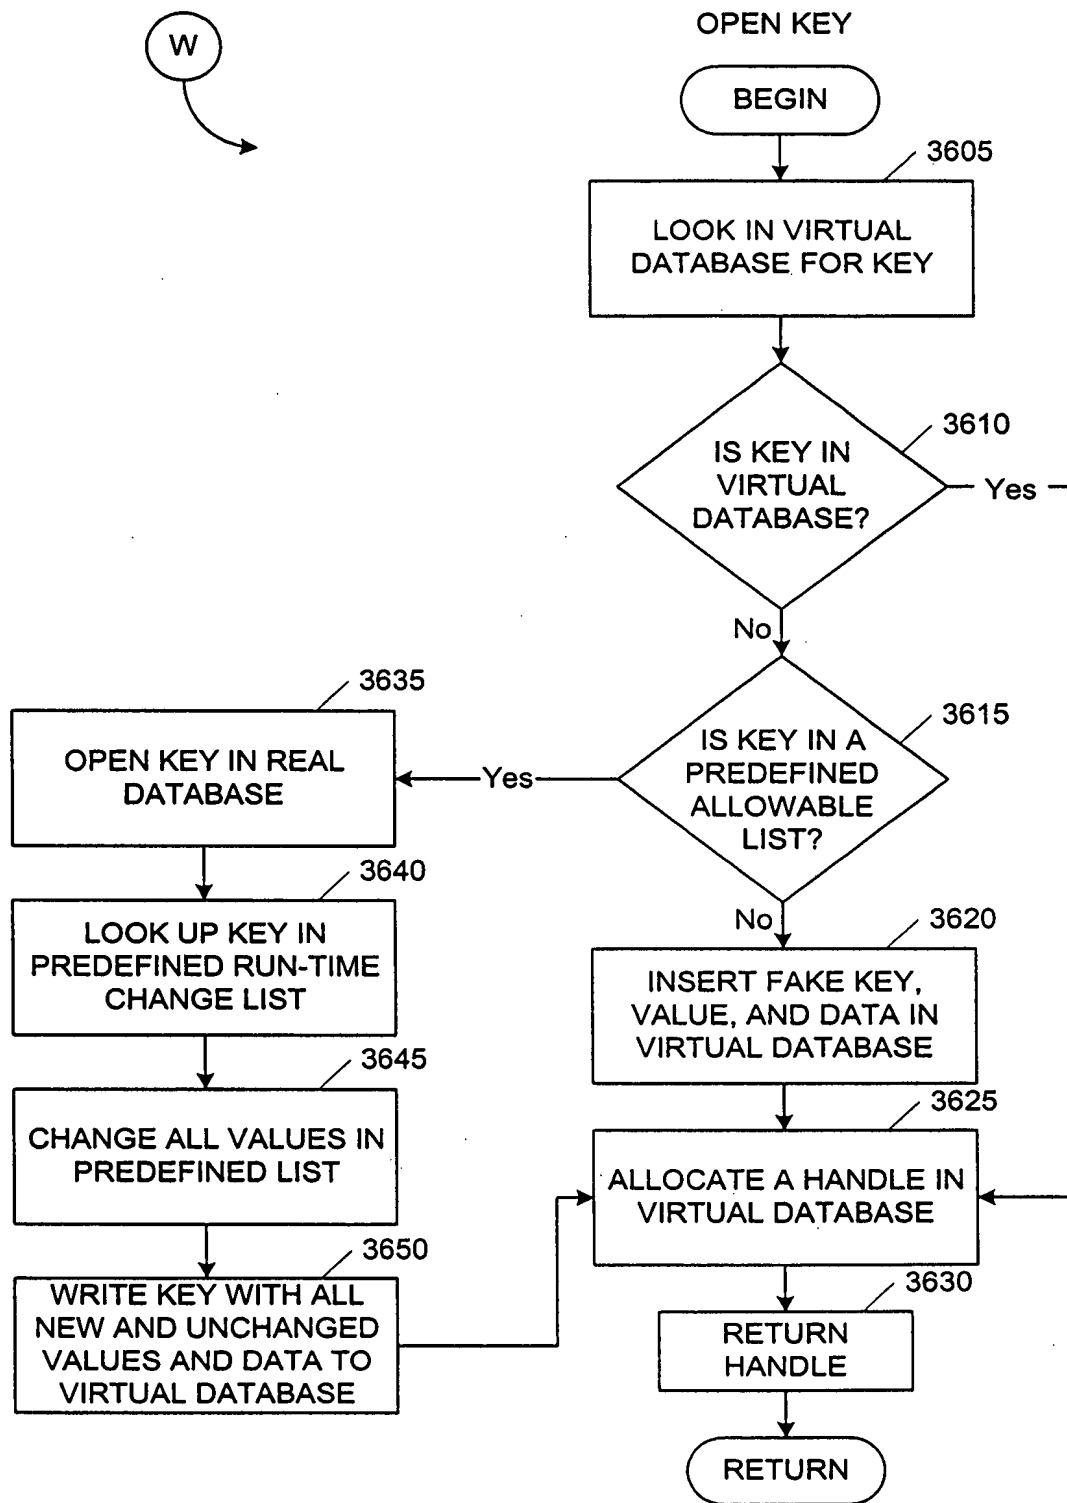 W
OPEN KEY
BEGIN
3605
LOOK IN VIRTUAL
DATABASE FOR KEY
3610
IS KEY IN
VIRTUAL
DATABASE?
Yes
No
3615
IS KEY IN A
PREDEFINED
ALLOWABLE
LIST?
Yes
No
3635
OPEN KEY IN REAL
DATABASE
3640
LOOK UP KEY IN
PREDEFINED RUN-TIME
CHANGE LIST
3645
CHANGE ALL VALUES IN
PREDEFINED LIST
3650
WRITE KEY WITH ALL
NEW AND UNCHANGED
VALUES AND DATA TO
VIRTUAL DATABASE
3620
INSERT FAKE KEY,
VALUE, AND DATA IN
VIRTUAL DATABASE
3625
ALLOCATE A HANDLE IN
VIRTUAL DATABASE
3630
RETURN
HANDLE
RETURN